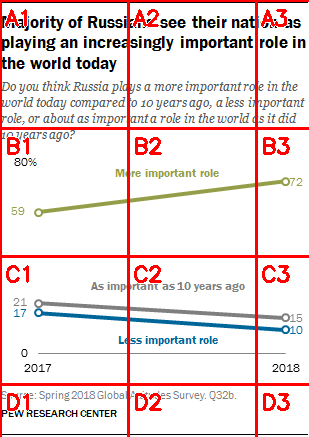 A1 A2 A3
Majority of Russians see their nation as
playing an increasingly important role in
the world today
Do you think Russia plays a more important role in the
world today compared to 10 years ago, a less important
role, or about as important a role in the world as it did
10 years ago?
B1 B2 B3
80%
More important role
72
59
C1 C2 C3
As important as 10 years ago
21
17
15
10
Less important role
0
2017 2018
Source: Spring 2018 Global Attitudes Survey. Q32b.
D1 D2 D3
PEW RESEARCH CENTER